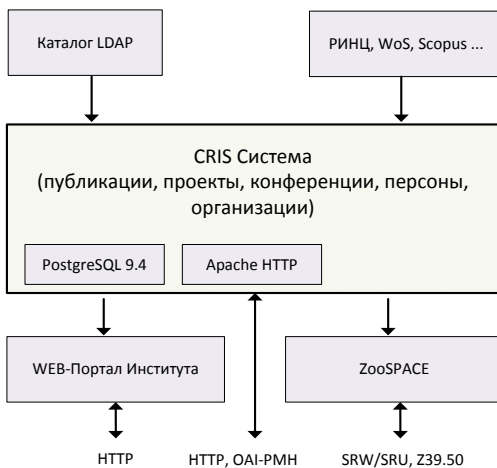 Каталог LDAP
РИНЦ, WoS, Scopus ...
CRIS Система
(публикации, проекты, конференции, персоны,
организации)
PostgreSQL 9.4
Apache HTTP
WEB-Портал Института
ZooSPACE
HTTP
HTTP, OAI-PMH
SRW/SRU, Z39.50